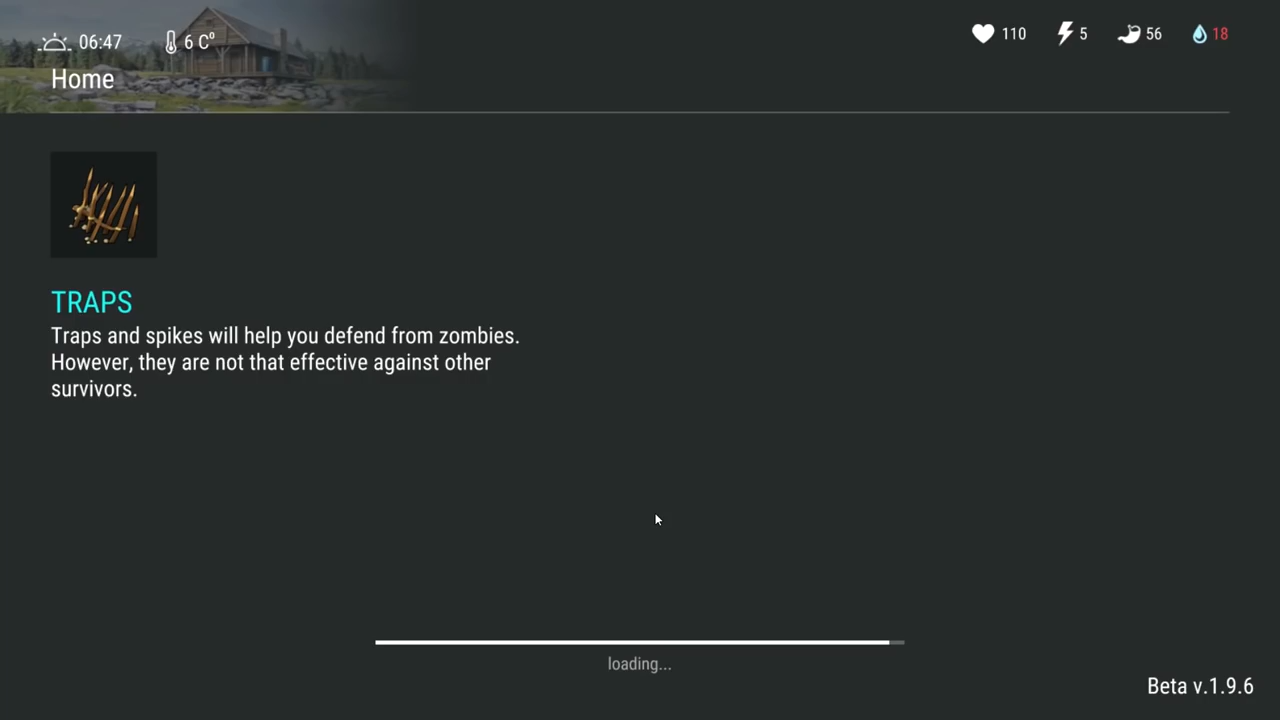 06:47 6 C⁰ 110 5 56 18
Home
TRAPS
Traps and spikes will help you defend from zombies.
However, they are not that effective against other
survivors.
loading...
Beta v.1.9.6